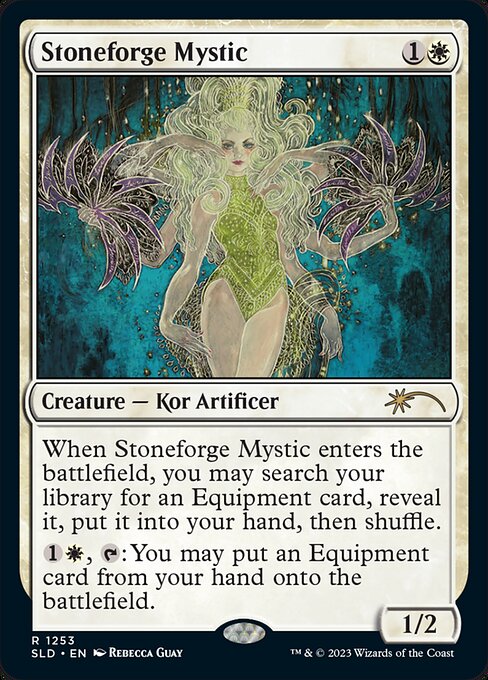 Stoneforge Mystic 1
Creature — Kor Artificer
When Stoneforge Mystic enters the
battlefield, you may search your
library for an Equipment card, reveal
it, put it into your hand, then shuffle.
1, : You may put an Equipment
card from your hand onto the
battlefield.
1/2
R 1253
SLD • EN Rebecca Guay
™ & © 2023 Wizards of the Coast